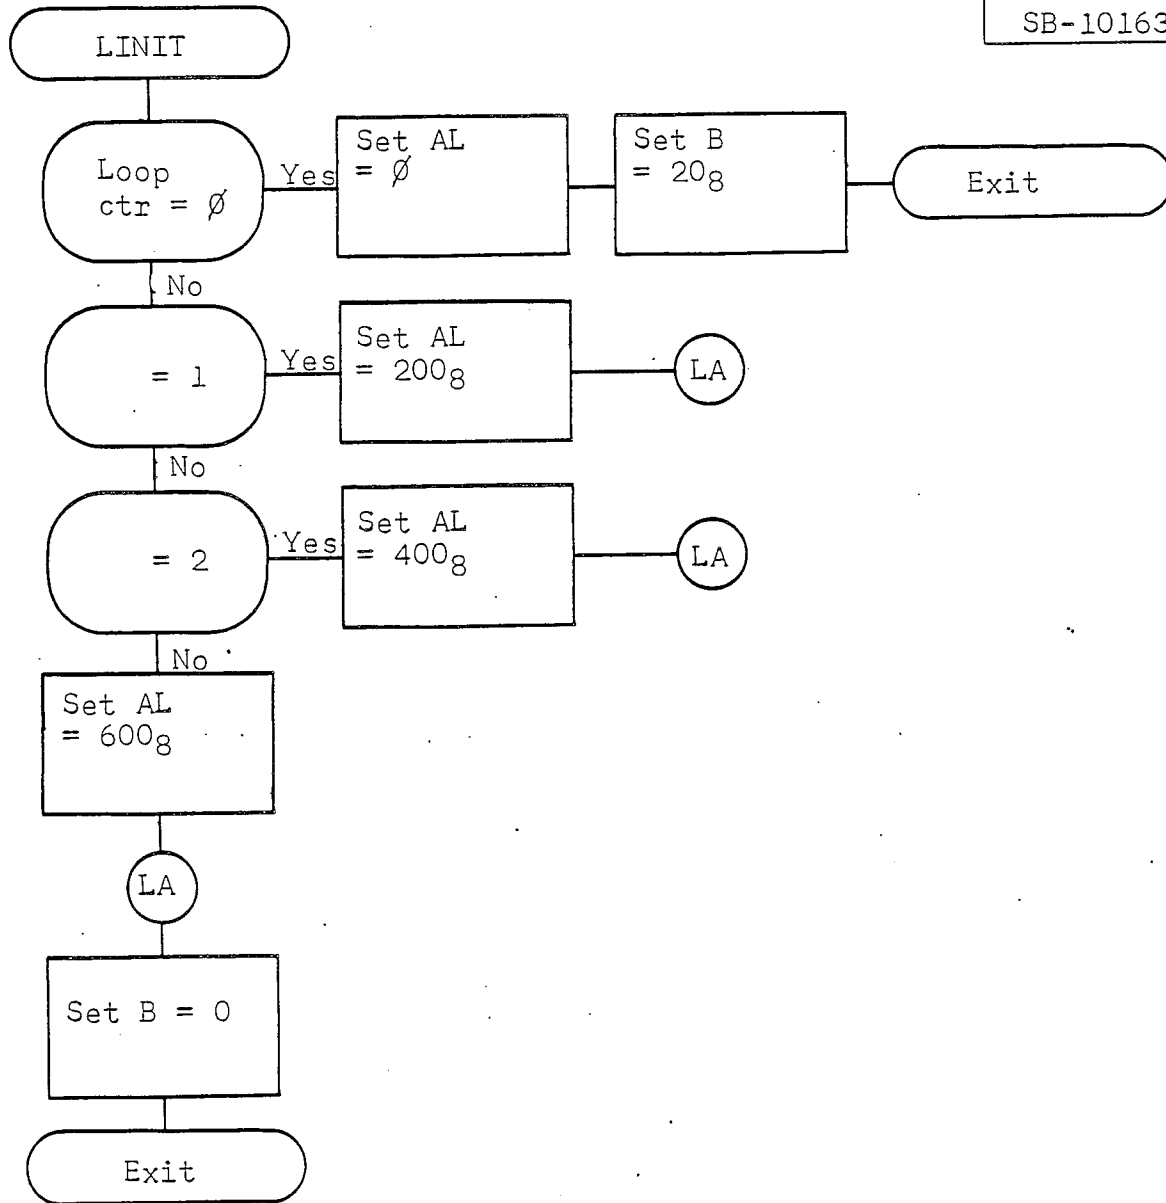 SB-10163
LINIT
Loop
ctr = Ø
Yes
Set AL
= Ø
Set B
= 20₈
Exit
No
= 1
Yes
Set AL
= 200₈
LA
No
= 2
Yes
Set AL
= 400₈
LA
No
Set AL
= 600₈
LA
Set B = 0
Exit